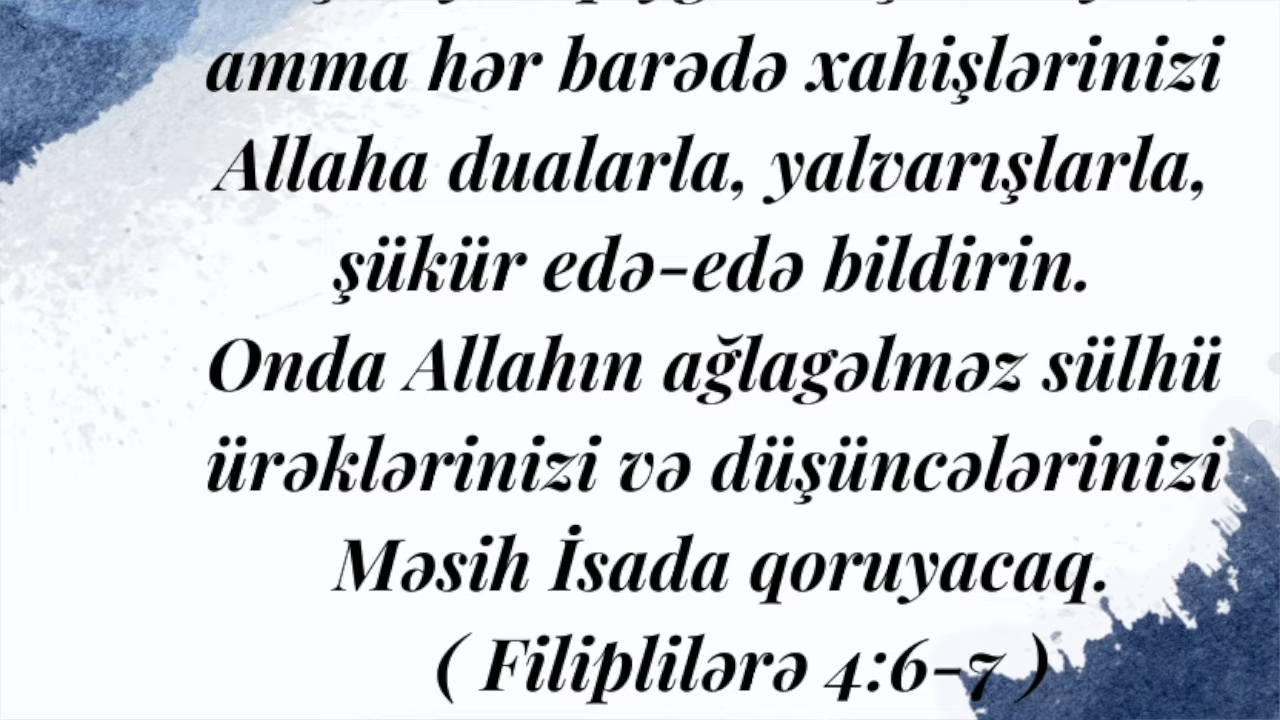 amma hər barədə xahişlərinizi
Allaha dualarla, yalvarışlarla,
şükür edə-edə bildirin.
Onda Allahın ağlagəlməz sülhü
ürəklərinizi və düşüncələrinizi
Məsih İsada qoruyacaq.
( Filiplilərə 4:6-7 )